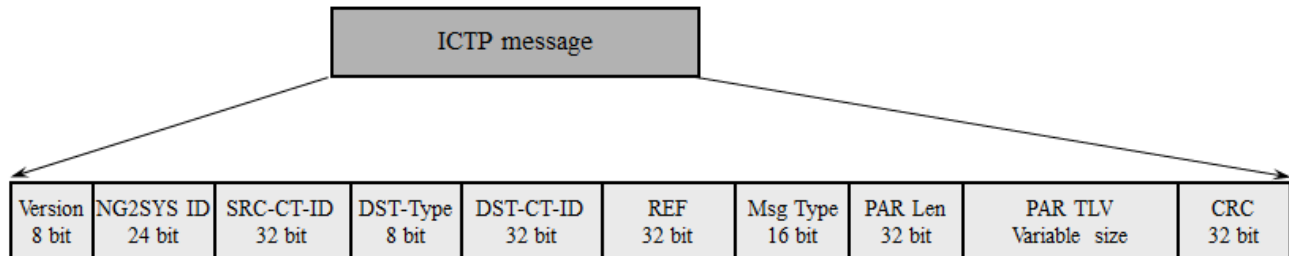 ICTP message
Version NG2SYS ID SRC-CT-ID DST-Type DST-CT-ID REF Msg Type PAR Len PAR TLV CRC
8 bit 24 bit 32 bit 8 bit 32 bit 32 bit 16 bit 32 bit Variable size 32 bit